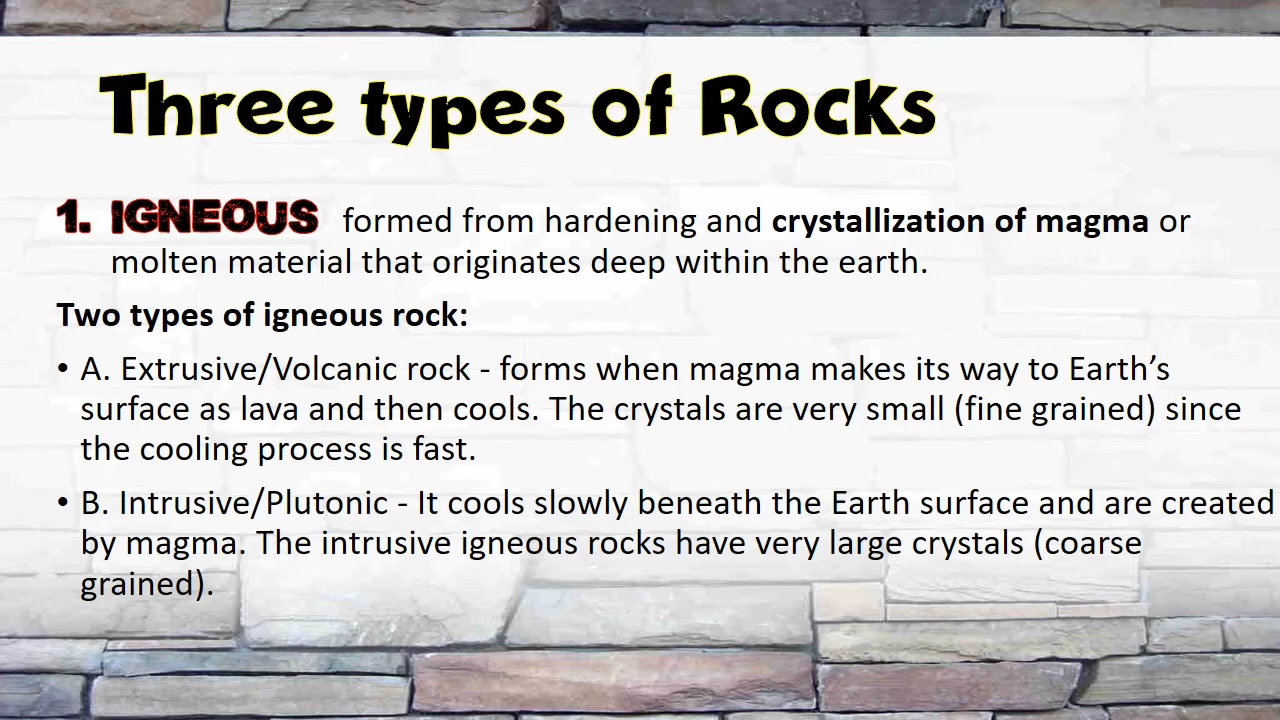 Three types of Rocks
1. IGNEOUS formed from hardening and crystallization of magma or
molten material that originates deep within the earth.
Two types of igneous rock:
• A. Extrusive/Volcanic rock - forms when magma makes its way to Earth’s
surface as lava and then cools. The crystals are very small (fine grained) since
the cooling process is fast.
• B. Intrusive/Plutonic - It cools slowly beneath the Earth surface and are created
by magma. The intrusive igneous rocks have very large crystals (coarse
grained).